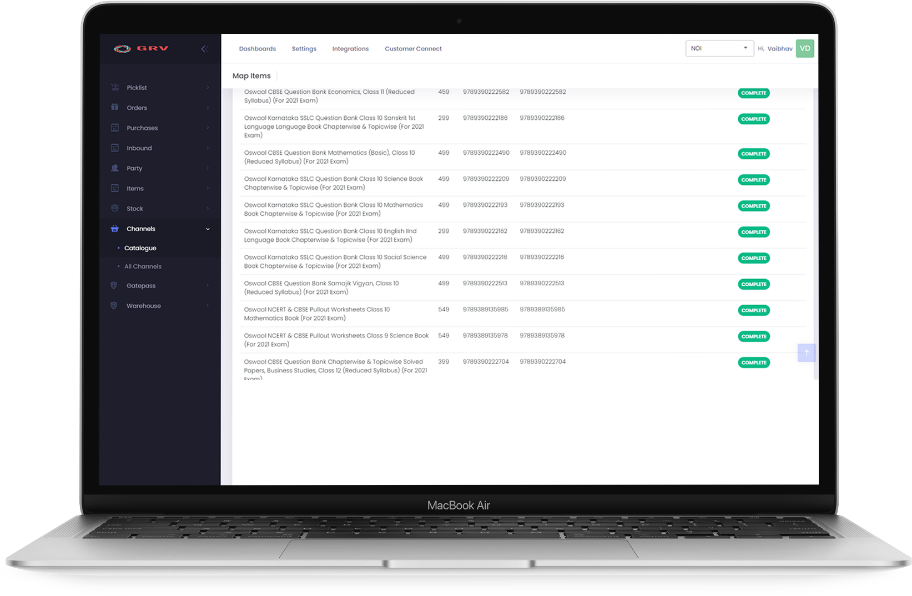 GRV
Dashboards Settings Integrations Customer Connect
NOI
Hi, Vaibhav VD
Map Items
Picklist
Orders
Purchases
Inbound
Party
Items
Stock
Channels
Catalogue
All Channels
Gatepass
Warehouse
Oswaal CBSE Question Bank Economics, Class 11 (Reduced 459 9789390222582 9789390222582 COMPLETE
Syllabus) (For 2021 Exam)
Oswaal Karnataka SSLC Question Bank Class 10 Sanskrit 1st 299 9789390222186 9789390222186 COMPLETE
Language Language Book Chapterwise & Topicwise (For 2021
Exam)
Oswaal CBSE Question Bank Mathematics (Basic), Class 10 499 9789390222490 9789390222490 COMPLETE
(Reduced Syllabus) (For 2021 Exam)
Oswaal Karnataka SSLC Question Bank Class 10 Science Book 499 9789390222209 9789390222209 COMPLETE
Chapterwise & Topicwise (For 2021 Exam)
Oswaal Karnataka SSLC Question Bank Class 10 Mathematics 499 9789390222193 9789390222193 COMPLETE
Book Chapterwise & Topicwise (For 2021 Exam)
Oswaal Karnataka SSLC Question Bank Class 10 English IInd 299 9789390222162 9789390222162 COMPLETE
Language Book Chapterwise & Topicwise (For 2021 Exam)
Oswaal Karnataka SSLC Question Bank Class 10 Social Science 499 9789390222216 9789390222216 COMPLETE
Book Chapterwise & Topicwise (For 2021 Exam)
Oswaal CBSE Question Bank Samajik Vigyan, Class 10 499 9789390222513 9789390222513 COMPLETE
(Reduced Syllabus) (For 2021 Exam)
Oswaal NCERT & CBSE Pullout Worksheets Class 10 549 9789389135985 9789389135985 COMPLETE
Mathematics Book (For 2021 Exam)
Oswaal NCERT & CBSE Pullout Worksheets Class 9 Science Book 549 9789389135978 9789389135978 COMPLETE
(For 2021 Exam)
Oswaal CBSE Question Bank Chapterwise & Topicwise Solved 399 9789390222704 9789390222704 COMPLETE
Papers, Business Studies, Class 12 (Reduced Syllabus) (For 2021
Exam)
MacBook Air